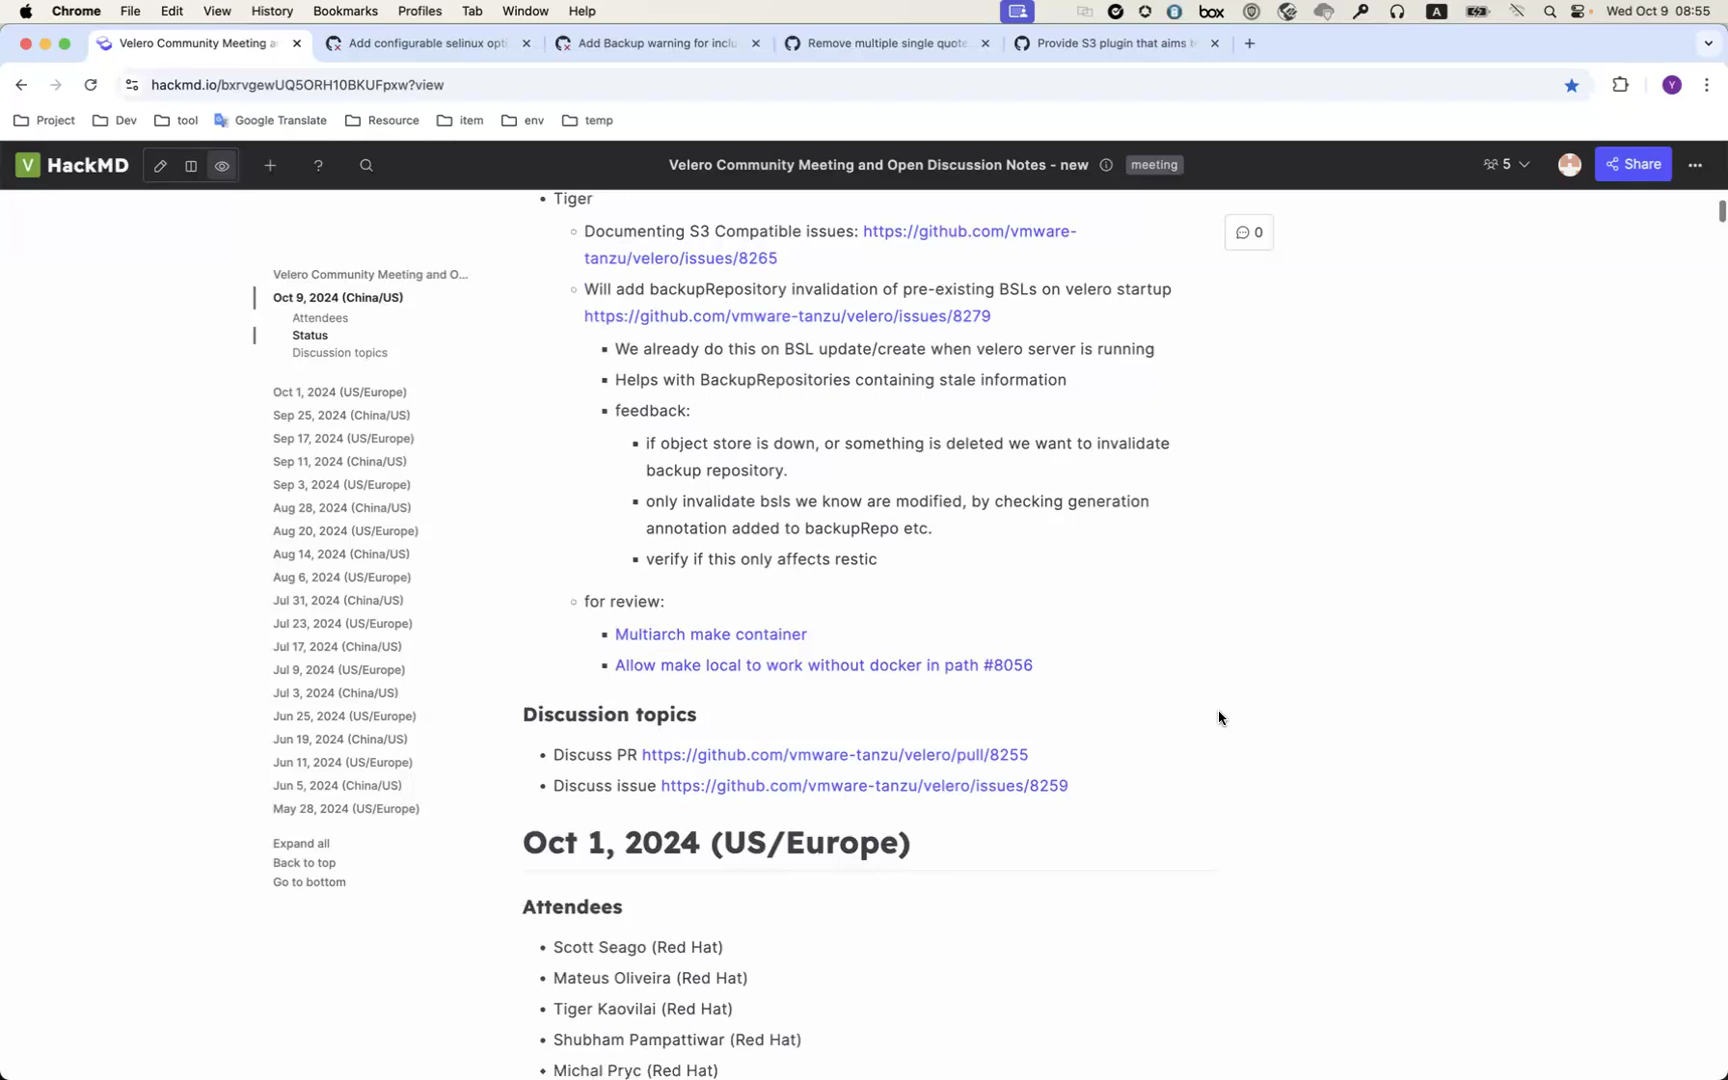 Chrome File Edit View History Bookmarks Profiles Tab Window Help box A Wed Oct 9 08:55
Velero Community Meeting a Add configurable selinux opti Add Backup warning for inclu Remove multiple single quote Provide S3 plugin that aims t
hackmd.io/bxrvgewUQ5ORH10BKUFpxw?view Y
Project Dev tool Google Translate Resource item env temp
V HackMD + ? Velero Community Meeting and Open Discussion Notes - new meeting 5 Share
Velero Community Meeting and O...
Oct 9, 2024 (China/US)
Attendees
Status
Discussion topics
Oct 1, 2024 (US/Europe)
Sep 25, 2024 (China/US)
Sep 17, 2024 (US/Europe)
Sep 11, 2024 (China/US)
Sep 3, 2024 (US/Europe)
Aug 28, 2024 (China/US)
Aug 20, 2024 (US/Europe)
Aug 14, 2024 (China/US)
Aug 6, 2024 (US/Europe)
Jul 31, 2024 (China/US)
Jul 23, 2024 (US/Europe)
Jul 17, 2024 (China/US)
Jul 9, 2024 (US/Europe)
Jul 3, 2024 (China/US)
Jun 25, 2024 (US/Europe)
Jun 19, 2024 (China/US)
Jun 11, 2024 (US/Europe)
Jun 5, 2024 (China/US)
May 28, 2024 (US/Europe)
Expand all
Back to top
Go to bottom
• Tiger
◦ Documenting S3 Compatible issues: https://github.com/vmware-
tanzu/velero/issues/8265
0
◦ Will add backupRepository invalidation of pre-existing BSLs on velero startup
https://github.com/vmware-tanzu/velero/issues/8279
▪ We already do this on BSL update/create when velero server is running
▪ Helps with BackupRepositories containing stale information
▪ feedback:
▪ if object store is down, or something is deleted we want to invalidate
backup repository.
▪ only invalidate bsls we know are modified, by checking generation
annotation added to backupRepo etc.
▪ verify if this only affects restic
◦ for review:
▪ Multiarch make container
▪ Allow make local to work without docker in path #8056
Discussion topics
• Discuss PR https://github.com/vmware-tanzu/velero/pull/8255
• Discuss issue https://github.com/vmware-tanzu/velero/issues/8259
Oct 1, 2024 (US/Europe)
Attendees
• Scott Seago (Red Hat)
• Mateus Oliveira (Red Hat)
• Tiger Kaovilai (Red Hat)
• Shubham Pampattiwar (Red Hat)
• Michal Pryc (Red Hat)